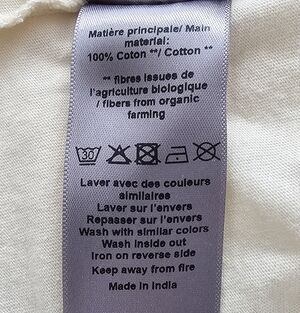 Matière principale/ Main
material:
100% Coton **/ Cotton **
** fibres issues de
l'agriculture biologique
/ fibers from organic
farming
30
Laver avec des couleurs
similaires
Laver sur l'envers
Repasser sur l'envers
Wash with similar colors
Wash inside out
Iron on reverse side
Keep away from fire
Made in India